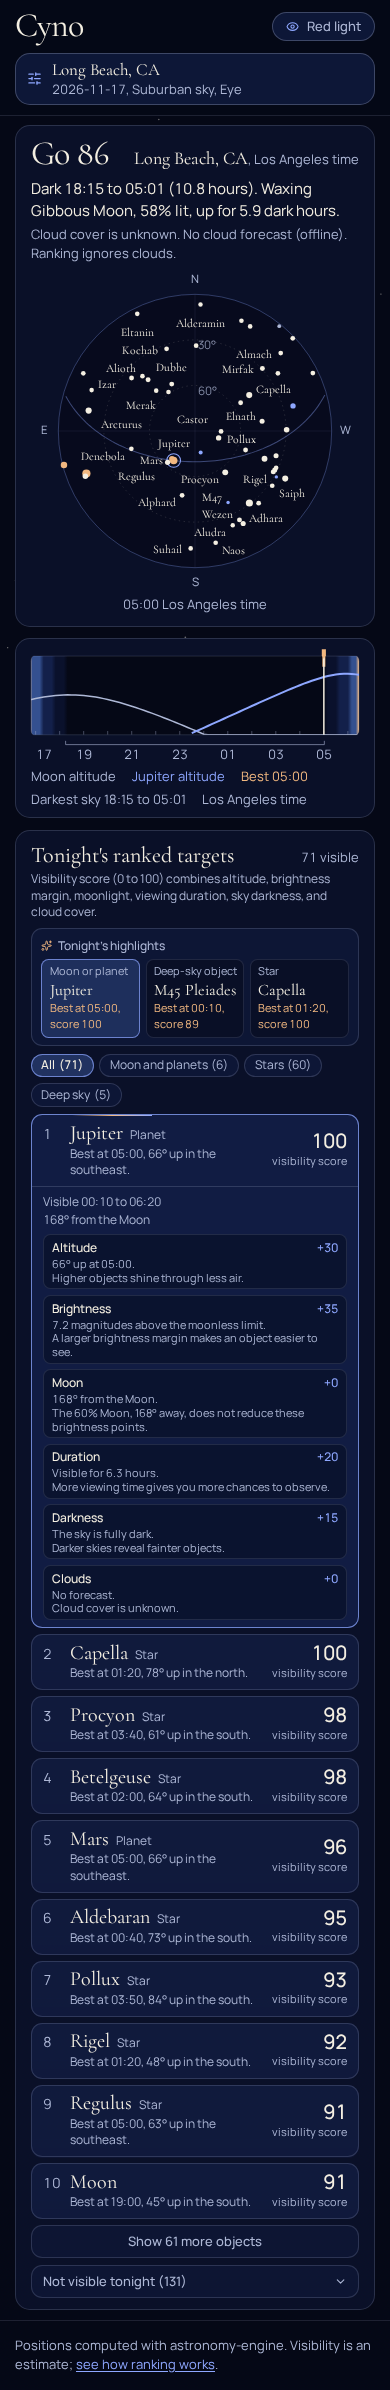 Cyno
Red light
Long Beach, CA
2026-11-17, Suburban sky, Eye
Go 86
Long Beach, CA, Los Angeles time
Dark 18:15 to 05:01 (10.8 hours). Waxing
Gibbous Moon, 58% lit, up for 5.9 dark hours.
Cloud cover is unknown. No cloud forecast (offline).
Ranking ignores clouds.
N
Alderamin
Eltanin
30°
Kochab
Almach
Alioth
Dubhe
Mirfak
Izar
60°
Capella
Merak
Castor
Elnath
Arcturus
E
W
Jupiter
Pollux
Denebola
Mars
Regulus
Procyon
Rigel
M47
Saiph
Alphard
Wezen
Adhara
Aludra
Suhail
Naos
S
05:00 Los Angeles time
17 19 21 23 01 03 05
Moon altitude Jupiter altitude Best 05:00
Darkest sky 18:15 to 05:01 Los Angeles time
Tonight's ranked targets
71 visible
Visibility score (0 to 100) combines altitude, brightness
margin, moonlight, viewing duration, sky darkness, and
cloud cover.
Tonight's highlights
Moon or planet
Jupiter
Best at 05:00,
score 100
Deep-sky object
M45 Pleiades
Best at 00:10,
score 89
Star
Capella
Best at 01:20,
score 100
All (71)
Moon and planets (6)
Stars (60)
Deep sky (5)
1 Jupiter Planet
Best at 05:00, 66° up in the
southeast.
100
visibility score
Visible 00:10 to 06:20
168° from the Moon
Altitude +30
66° up at 05:00.
Higher objects shine through less air.
Brightness +35
7.2 magnitudes above the moonless limit.
A larger brightness margin makes an object easier to
see.
Moon +0
168° from the Moon.
The 60% Moon, 168° away, does not reduce these
brightness points.
Duration +20
Visible for 6.3 hours.
More viewing time gives you more chances to observe.
Darkness +15
The sky is fully dark.
Darker skies reveal fainter objects.
Clouds +0
No forecast.
Cloud cover is unknown.
2 Capella Star
Best at 01:20, 78° up in the north.
100
visibility score
3 Procyon Star
Best at 03:40, 61° up in the south.
98
visibility score
4 Betelgeuse Star
Best at 02:00, 64° up in the south.
98
visibility score
5 Mars Planet
Best at 05:00, 66° up in the
southeast.
96
visibility score
6 Aldebaran Star
Best at 00:40, 73° up in the south.
95
visibility score
7 Pollux Star
Best at 03:50, 84° up in the south.
93
visibility score
8 Rigel Star
Best at 01:20, 48° up in the south.
92
visibility score
9 Regulus Star
Best at 05:00, 63° up in the
southeast.
91
visibility score
10 Moon
Best at 19:00, 45° up in the south.
91
visibility score
Show 61 more objects
Not visible tonight (131)
Positions computed with astronomy-engine. Visibility is an
estimate; see how ranking works.